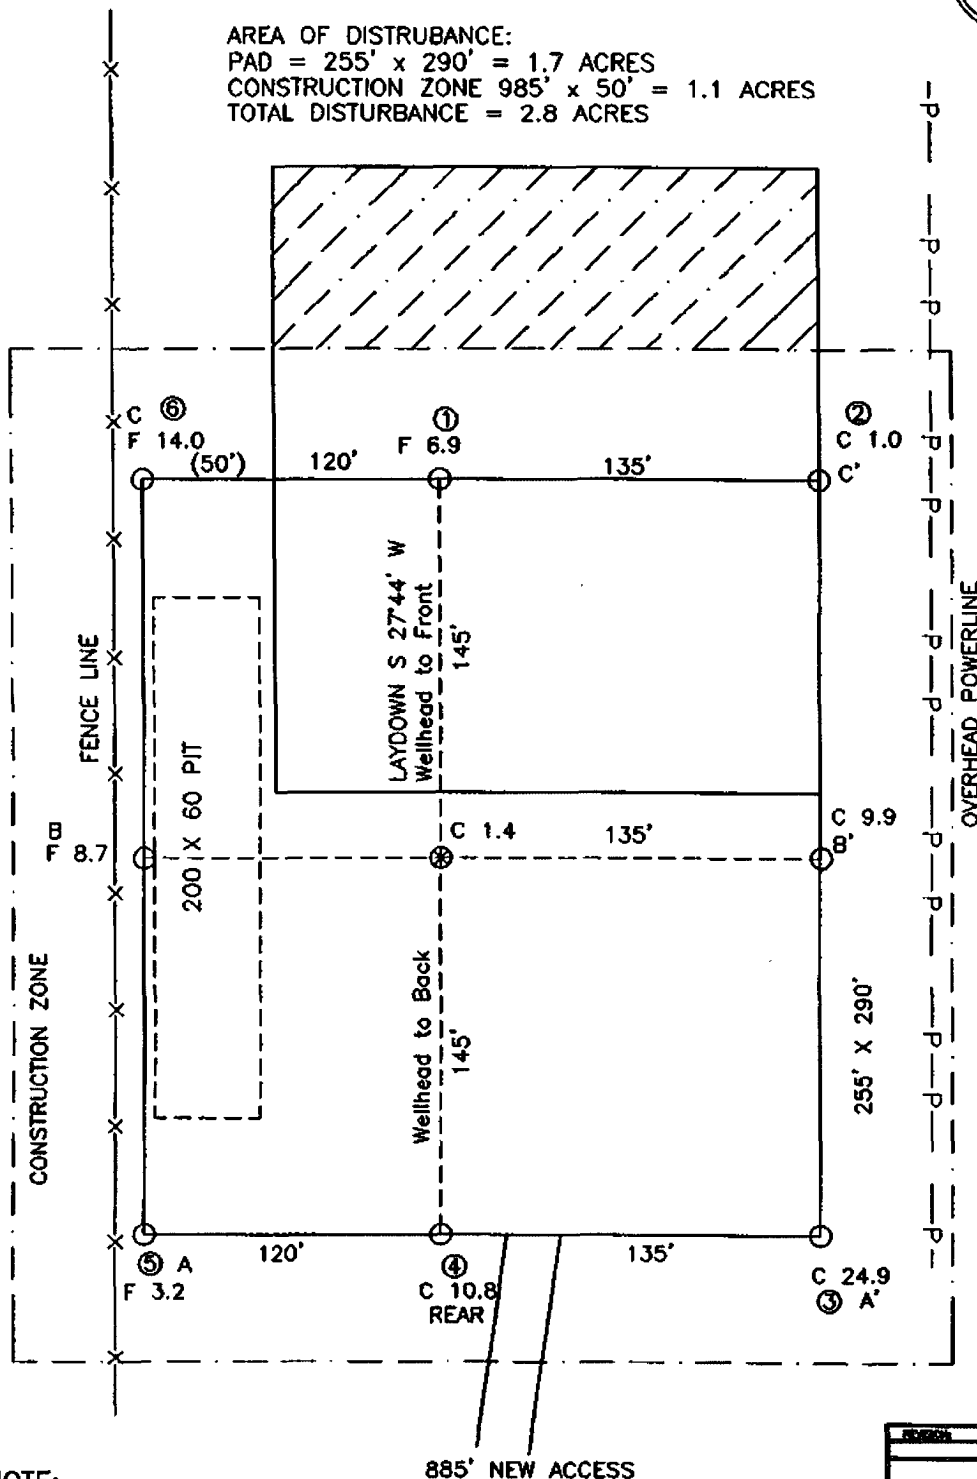 AREA OF DISTRUBANCE:
PAD = 255' x 290' = 1.7 ACRES
CONSTRUCTION ZONE 985' x 50' = 1.1 ACRES
TOTAL DISTURBANCE = 2.8 ACRES
C ⑥
F 14.0
(50')
120'
①
F 6.9
135'
②
C 1.0
C'
LAYDOWN S 27°44' W
Wellhead to Front
145'
FENCE LINE
200 X 60 PIT
B
F 8.7
C 1.4
135'
C 9.9
B'
OVERHEAD POWERLINE
CONSTRUCTION ZONE
Wellhead to Back
145'
255' X 290'
⑤ A
F 3.2
120'
④
C 10.8
REAR
135'
C 24.9
③ A'
885' NEW ACCESS
NOTE:
P
P
P
P
P
P
P
P
P
P
P